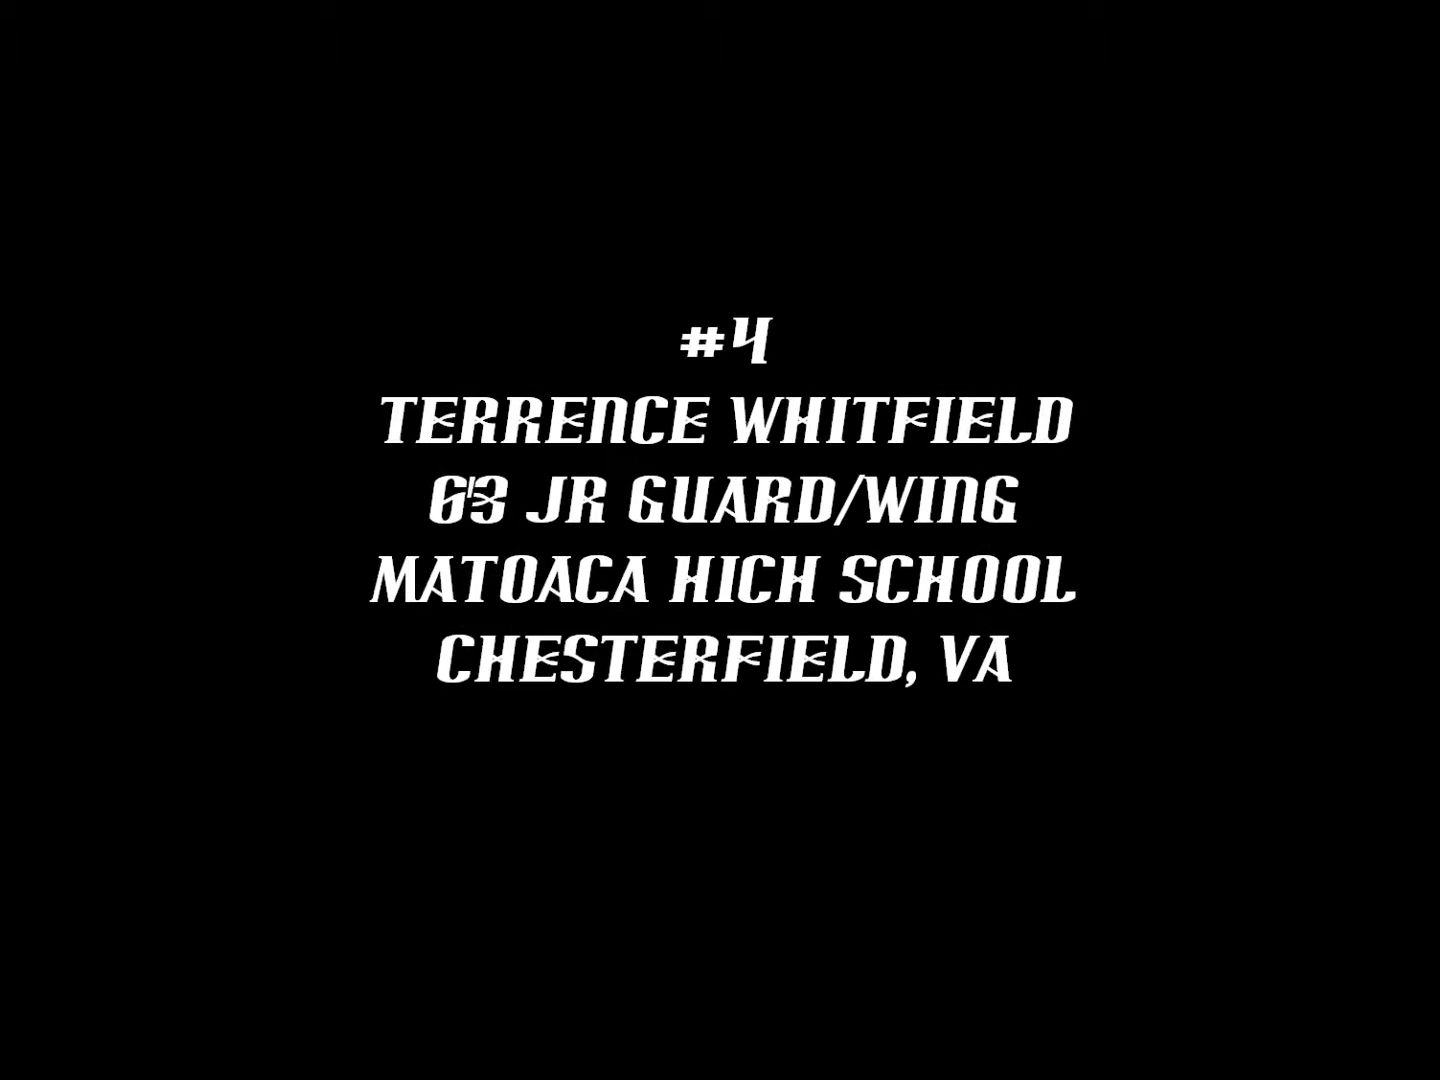 #4
TERRENCE WHITFIELD
6'3 JR GUARD/WING
MATOACA HIGH SCHOOL
CHESTERFIELD, VA